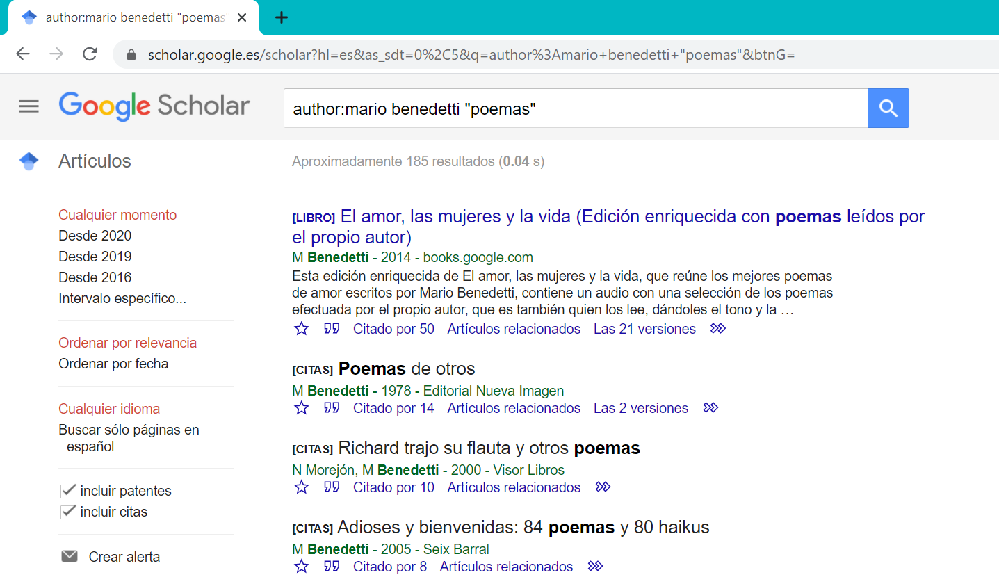 author:mario benedetti "poemas"
scholar.google.es/scholar?hl=es&as_sdt=0%2C5&q=author%3Amario+benedetti+"poemas"&btnG=
Google Scholar
author:mario benedetti "poemas"
Artículos
Aproximadamente 185 resultados (0.04 s)
Cualquier momento
Desde 2020
Desde 2019
Desde 2016
Intervalo específico...
Ordenar por relevancia
Ordenar por fecha
Cualquier idioma
Buscar sólo páginas en
español
incluir patentes
incluir citas
Crear alerta
[LIBRO] El amor, las mujeres y la vida (Edición enriquecida con poemas leídos por
el propio autor)
M Benedetti - 2014 - books.google.com
Esta edición enriquecida de El amor, las mujeres y la vida, que reúne los mejores poemas
de amor escritos por Mario Benedetti, contiene un audio con una selección de los poemas
efectuada por el propio autor, que es también quien los lee, dándoles el tono y la …
Citado por 50 Artículos relacionados Las 21 versiones
[CITAS] Poemas de otros
M Benedetti - 1978 - Editorial Nueva Imagen
Citado por 14 Artículos relacionados Las 2 versiones
[CITAS] Richard trajo su flauta y otros poemas
N Morejón, M Benedetti - 2000 - Visor Libros
Citado por 10 Artículos relacionados
[CITAS] Adioses y bienvenidas: 84 poemas y 80 haikus
M Benedetti - 2005 - Seix Barral
Citado por 8 Artículos relacionados